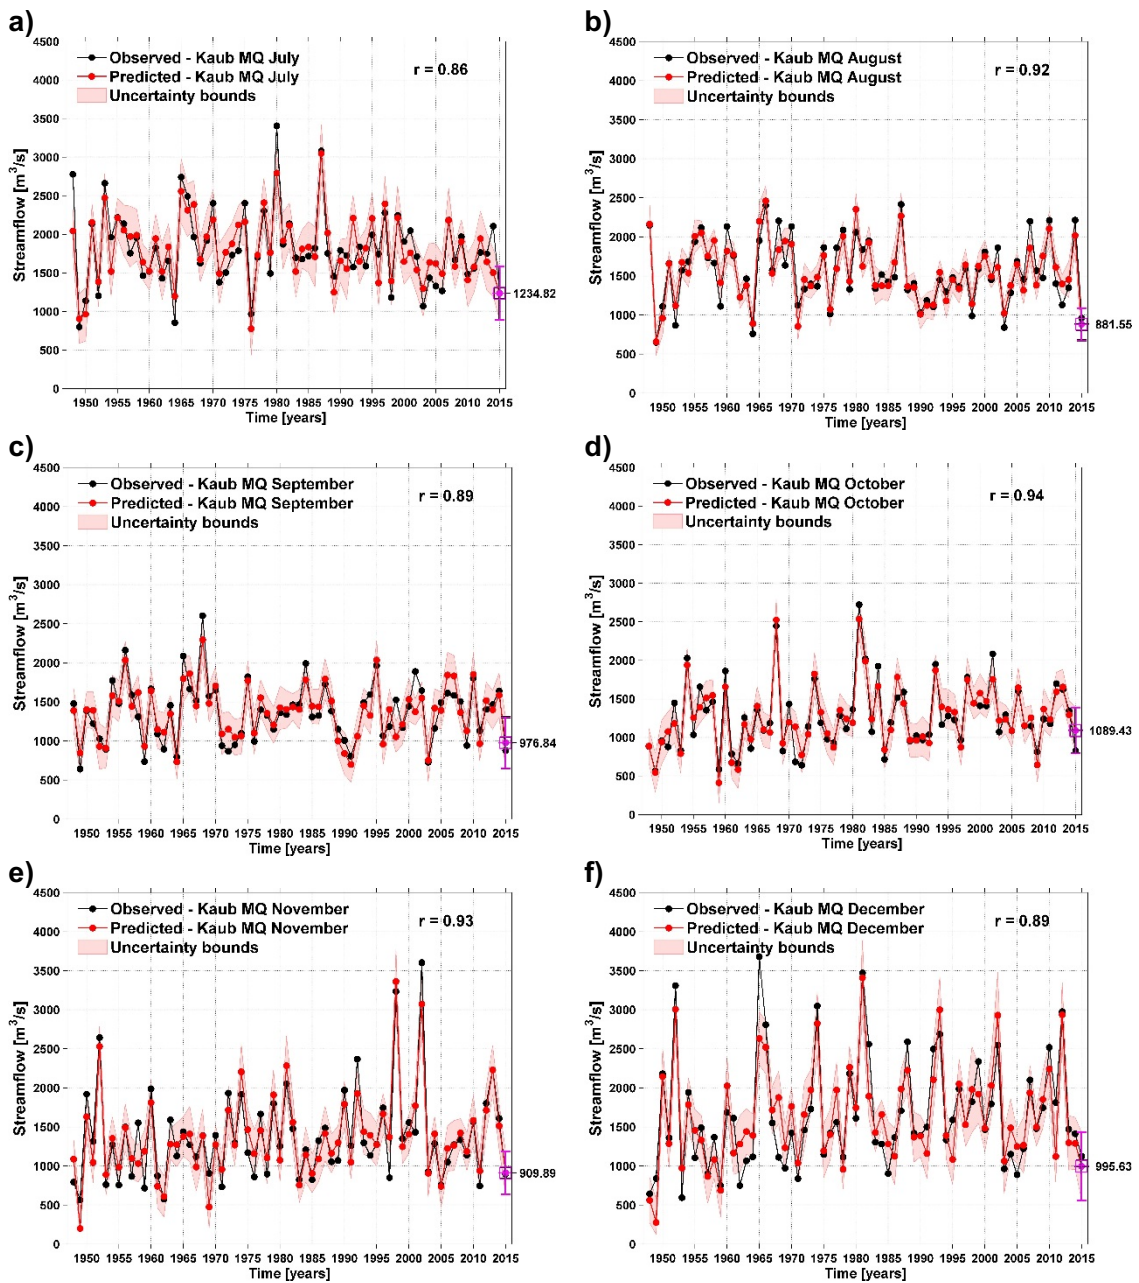 a)
4500
4000
3500
3000
2500
2000
1500
1000
500
0
Streamflow [m³/s]
Observed - Kaub MQ July
Predicted - Kaub MQ July
Uncertainty bounds
r = 0.86
1234.82
1950 1955 1960 1965 1970 1975 1980 1985 1990 1995 2000 2005 2010 2015
Time [years]
b)
4500
4000
3500
3000
2500
2000
1500
1000
500
0
Streamflow [m³/s]
Observed - Kaub MQ August
Predicted - Kaub MQ August
Uncertainty bounds
r = 0.92
881.55
1950 1955 1960 1965 1970 1975 1980 1985 1990 1995 2000 2005 2010 2015
Time [years]
c)
4500
4000
3500
3000
2500
2000
1500
1000
500
0
Streamflow [m³/s]
Observed - Kaub MQ September
Predicted - Kaub MQ September
Uncertainty bounds
r = 0.89
976.84
1950 1955 1960 1965 1970 1975 1980 1985 1990 1995 2000 2005 2010 2015
Time [years]
d)
4500
4000
3500
3000
2500
2000
1500
1000
500
0
Streamflow [m³/s]
Observed - Kaub MQ October
Predicted - Kaub MQ October
Uncertainty bounds
r = 0.94
1089.43
1950 1955 1960 1965 1970 1975 1980 1985 1990 1995 2000 2005 2010 2015
Time [years]
e)
4500
4000
3500
3000
2500
2000
1500
1000
500
0
Streamflow [m³/s]
Observed - Kaub MQ November
Predicted - Kaub MQ November
Uncertainty bounds
r = 0.93
909.89
1950 1955 1960 1965 1970 1975 1980 1985 1990 1995 2000 2005 2010 2015
Time [years]
f)
4500
4000
3500
3000
2500
2000
1500
1000
500
0
Streamflow [m³/s]
Observed - Kaub MQ December
Predicted - Kaub MQ December
Uncertainty bounds
r = 0.89
995.63
1950 1955 1960 1965 1970 1975 1980 1985 1990 1995 2000 2005 2010 2015
Time [years]